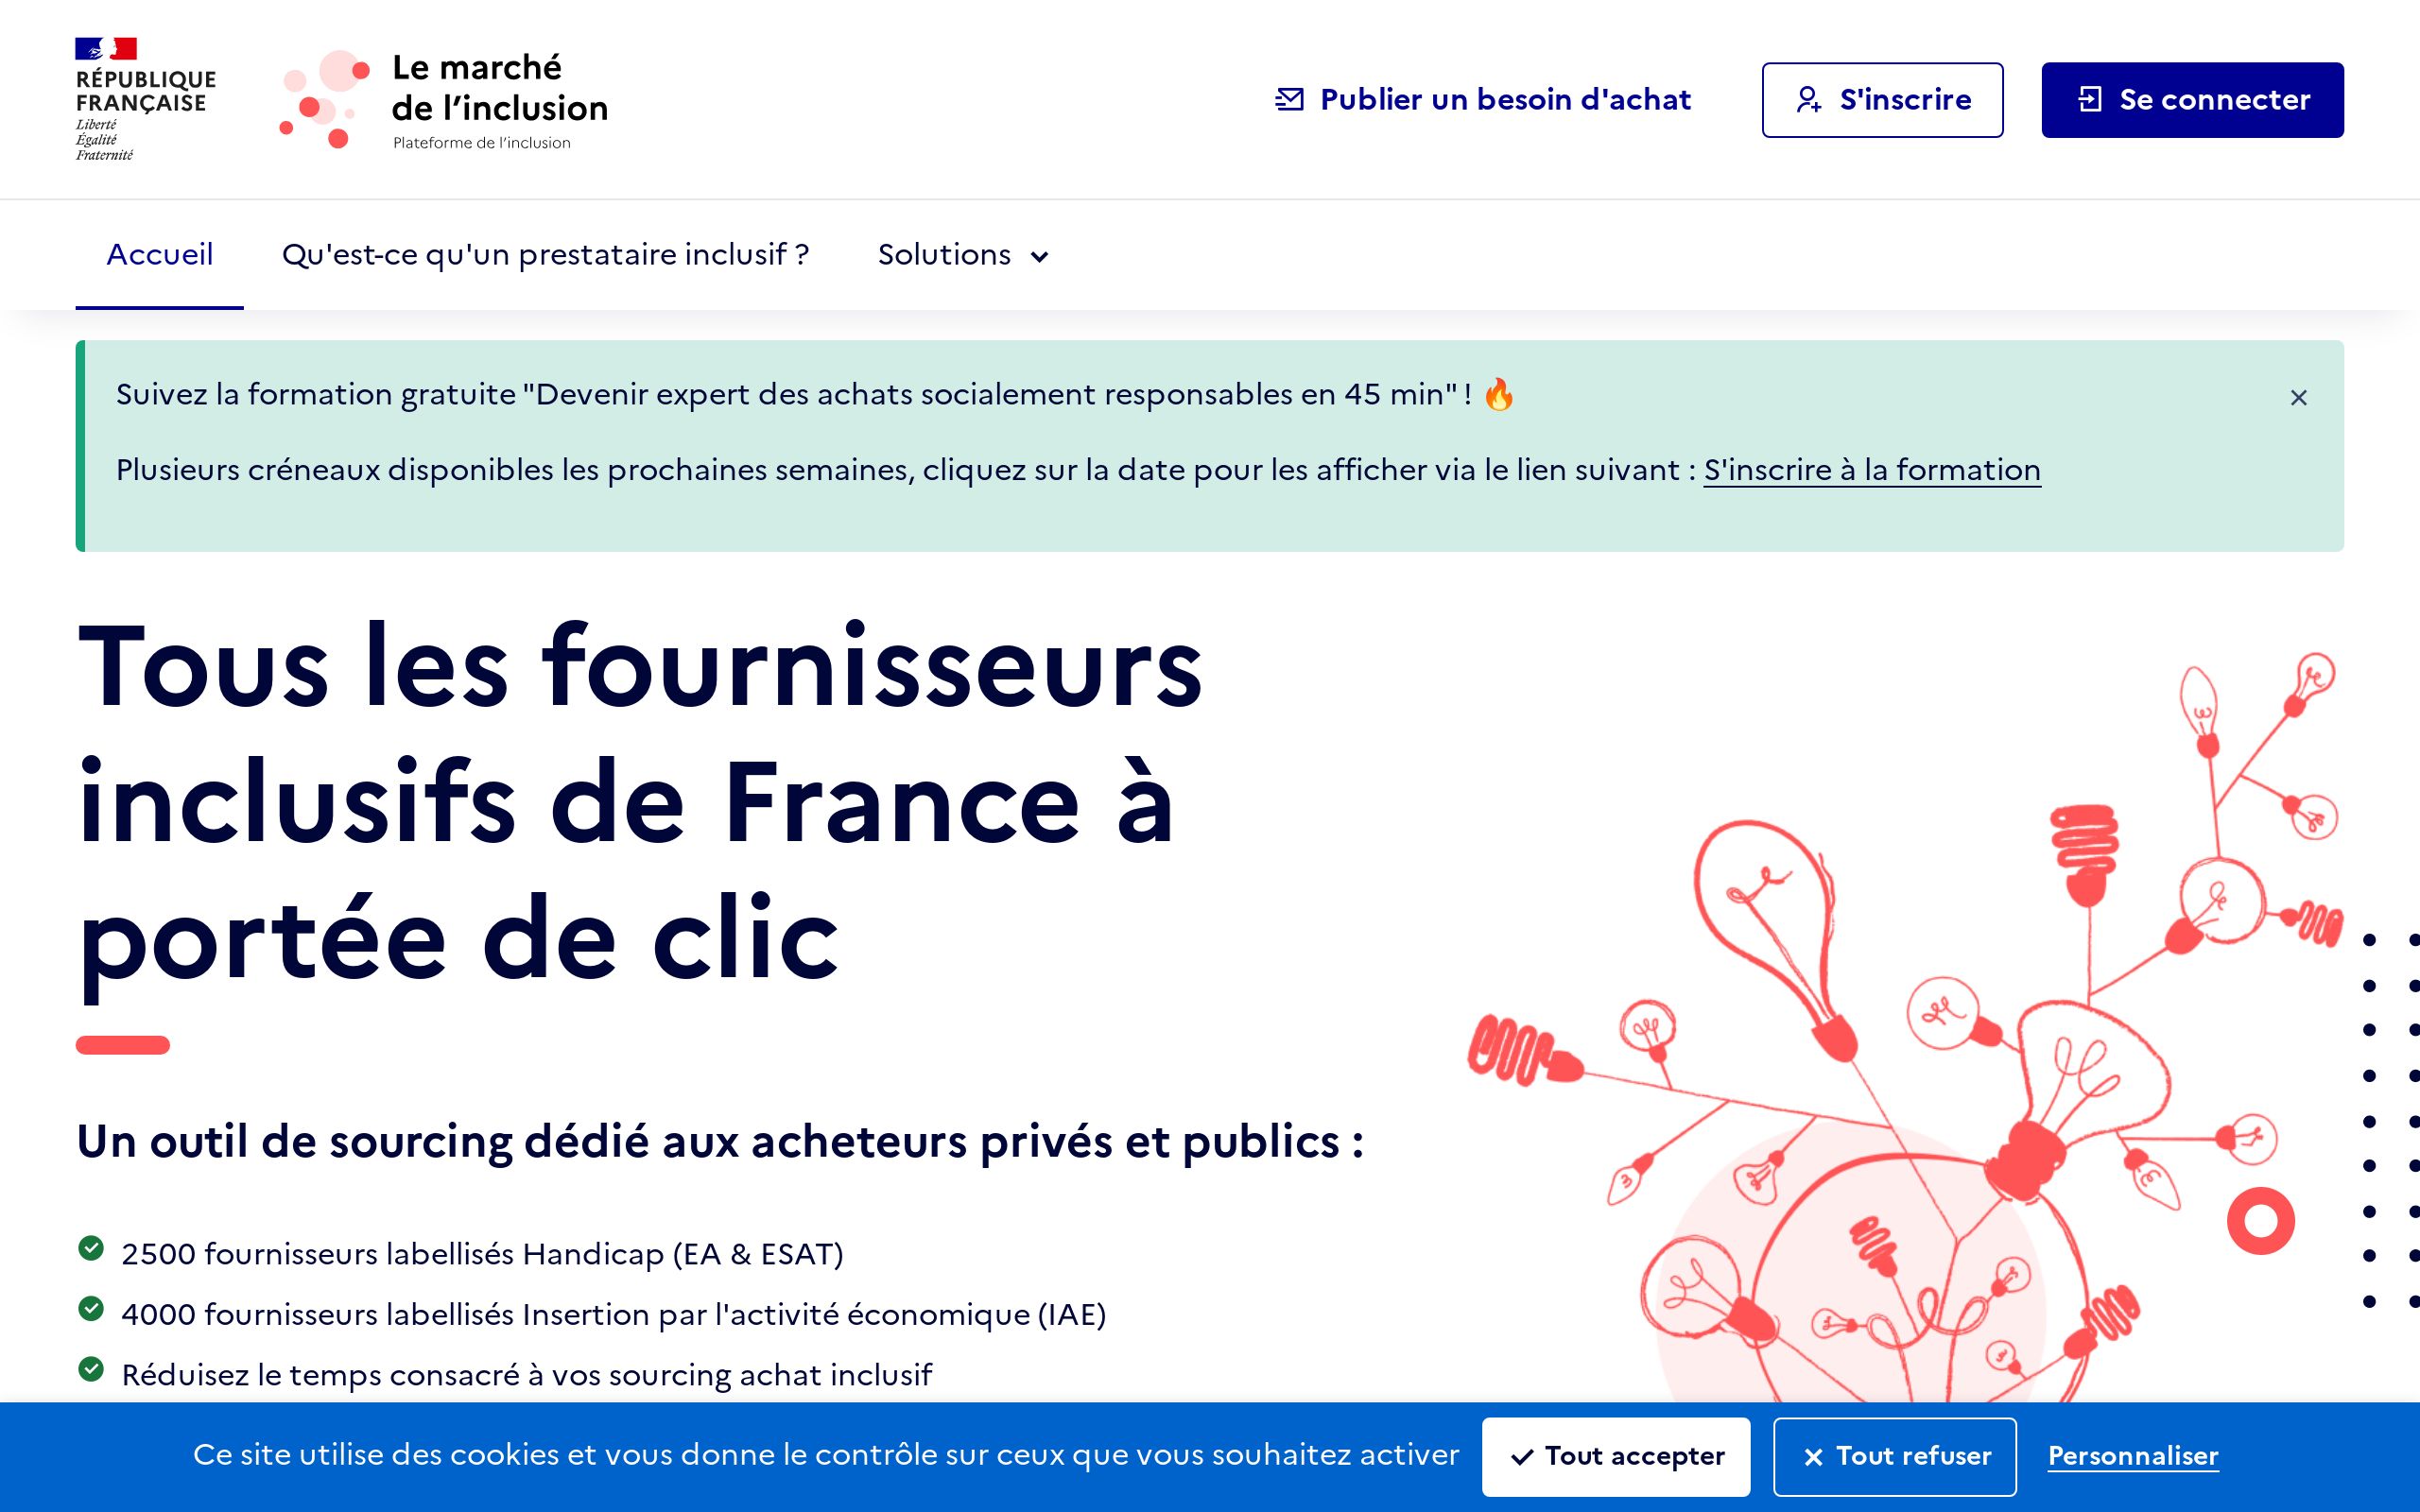 RÉPUBLIQUE
FRANÇAISE
Liberté
Égalité
Fraternité
Le marché
de l’inclusion
Plateforme de l’inclusion
Publier un besoin d'achat
S'inscrire
Se connecter
Accueil
Qu'est-ce qu'un prestataire inclusif ?
Solutions
Suivez la formation gratuite "Devenir expert des achats socialement responsables en 45 min" ! 🔥
Plusieurs créneaux disponibles les prochaines semaines, cliquez sur la date pour les afficher via le lien suivant : S'inscrire à la formation
Tous les fournisseurs
inclusifs de France à
portée de clic
Un outil de sourcing dédié aux acheteurs privés et publics :
2500 fournisseurs labellisés Handicap (EA & ESAT)
4000 fournisseurs labellisés Insertion par l'activité économique (IAE)
Réduisez le temps consacré à vos sourcing achat inclusif
Ce site utilise des cookies et vous donne le contrôle sur ceux que vous souhaitez activer
Tout accepter
Tout refuser
Personnaliser